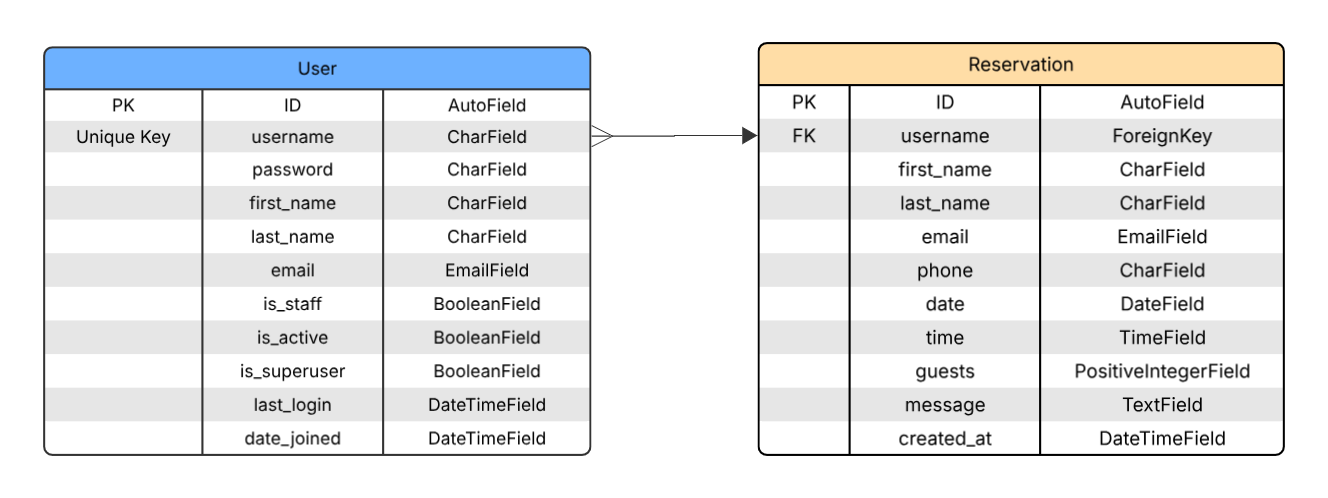 User
PK ID AutoField
Unique Key username CharField
password CharField
first_name CharField
last_name CharField
email EmailField
is_staff BooleanField
is_active BooleanField
is_superuser BooleanField
last_login DateTimeField
date_joined DateTimeField
Reservation
PK ID AutoField
FK username ForeignKey
first_name CharField
last_name CharField
email EmailField
phone CharField
date DateField
time TimeField
guests PositiveIntegerField
message TextField
created_at DateTimeField